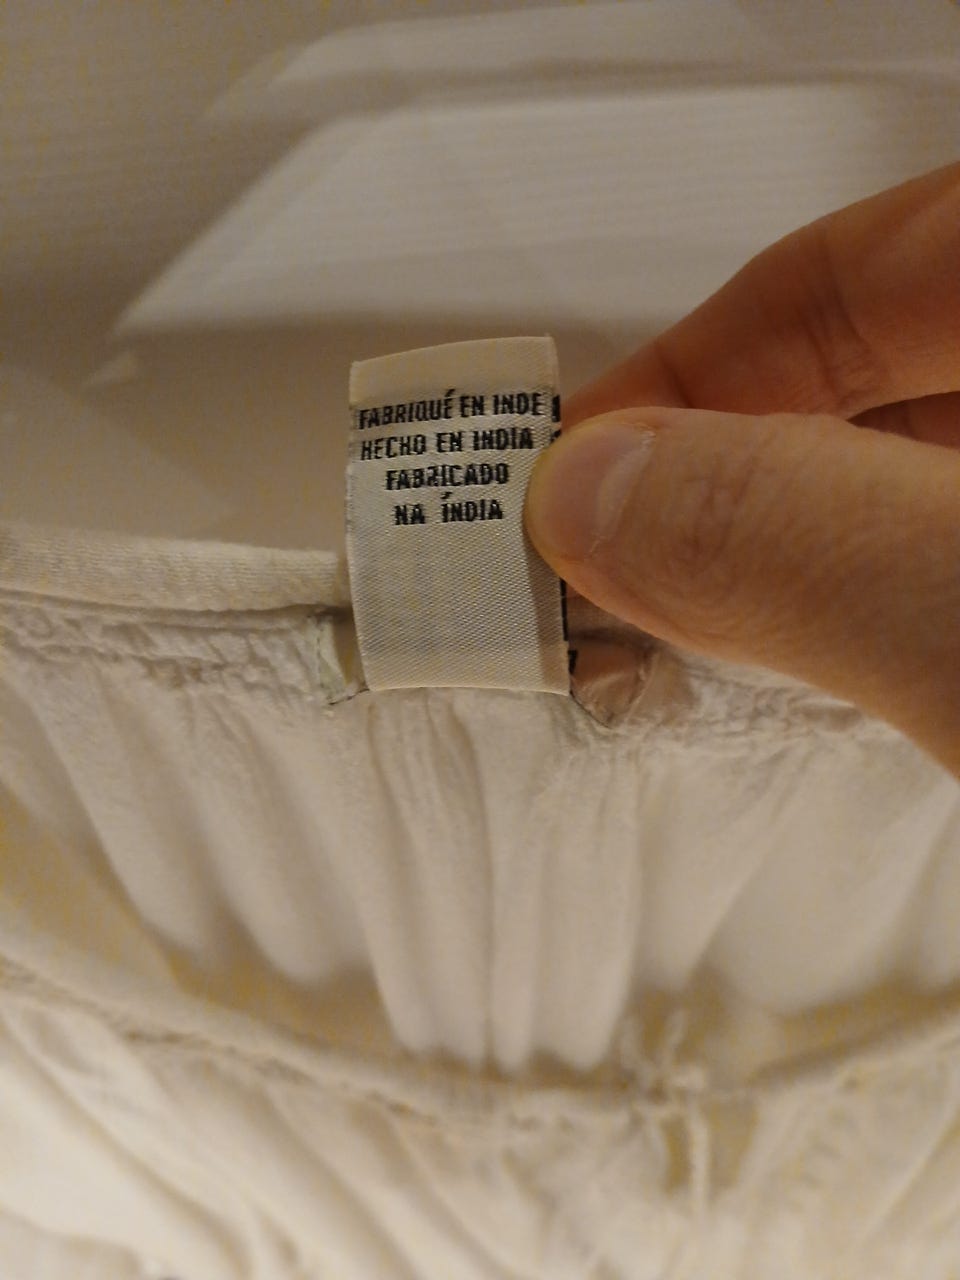 FABRIQUÉ EN INDE
HECHO EN INDIA
FABRICADO
NA ÍNDIA